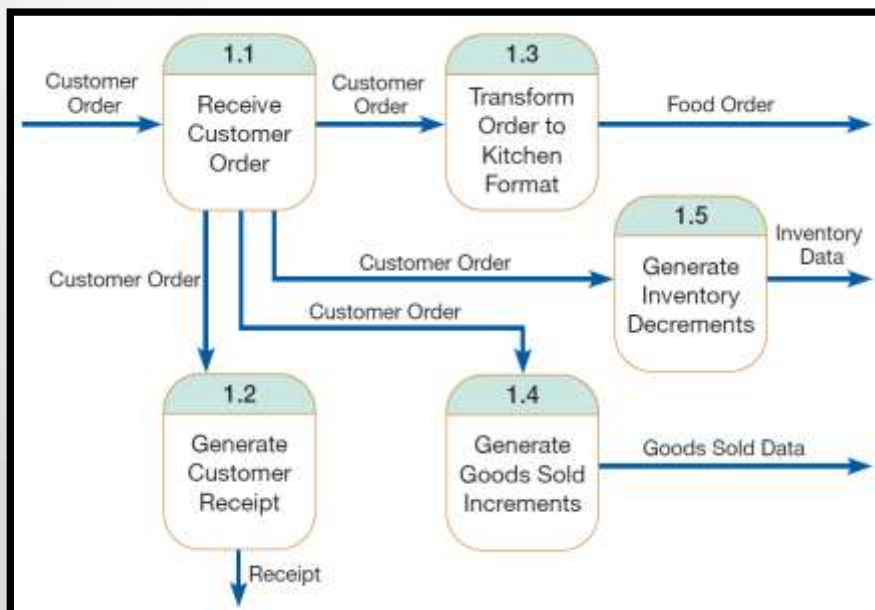 1.1
Receive
Customer
Order
Customer
Order
Customer
Order
1.3
Transform
Order to
Kitchen
Format
Food Order
1.5
Generate
Inventory
Decrements
Inventory
Data
Customer Order
Customer Order
Customer Order
1.2
Generate
Customer
Receipt
1.4
Generate
Goods Sold
Increments
Goods Sold Data
Receipt